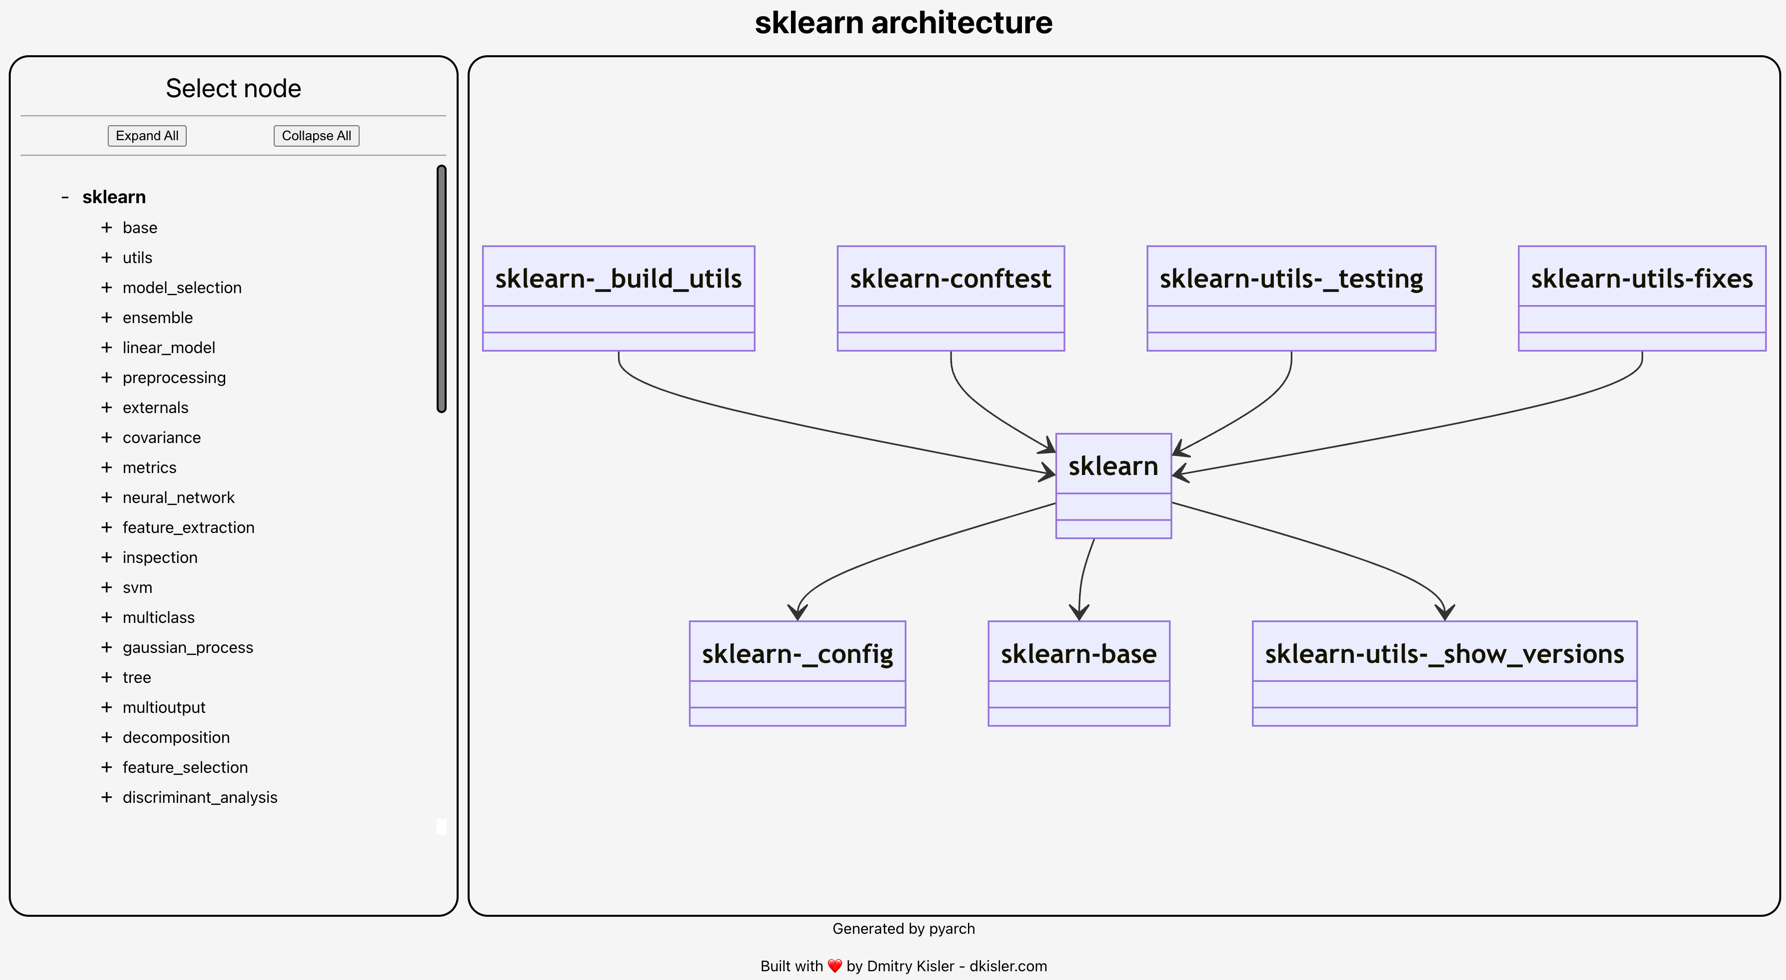 sklearn architecture
Select node
Expand All
Collapse All
- sklearn
+ base
+ utils
+ model_selection
+ ensemble
+ linear_model
+ preprocessing
+ externals
+ covariance
+ metrics
+ neural_network
+ feature_extraction
+ inspection
+ svm
+ multiclass
+ gaussian_process
+ tree
+ multioutput
+ decomposition
+ feature_selection
+ discriminant_analysis
sklearn-_build_utils
sklearn-conftest
sklearn-utils-_testing
sklearn-utils-fixes
sklearn
sklearn-_config
sklearn-base
sklearn-utils-_show_versions
Generated by pyarch
Built with ❤️ by Dmitry Kisler - dkisler.com